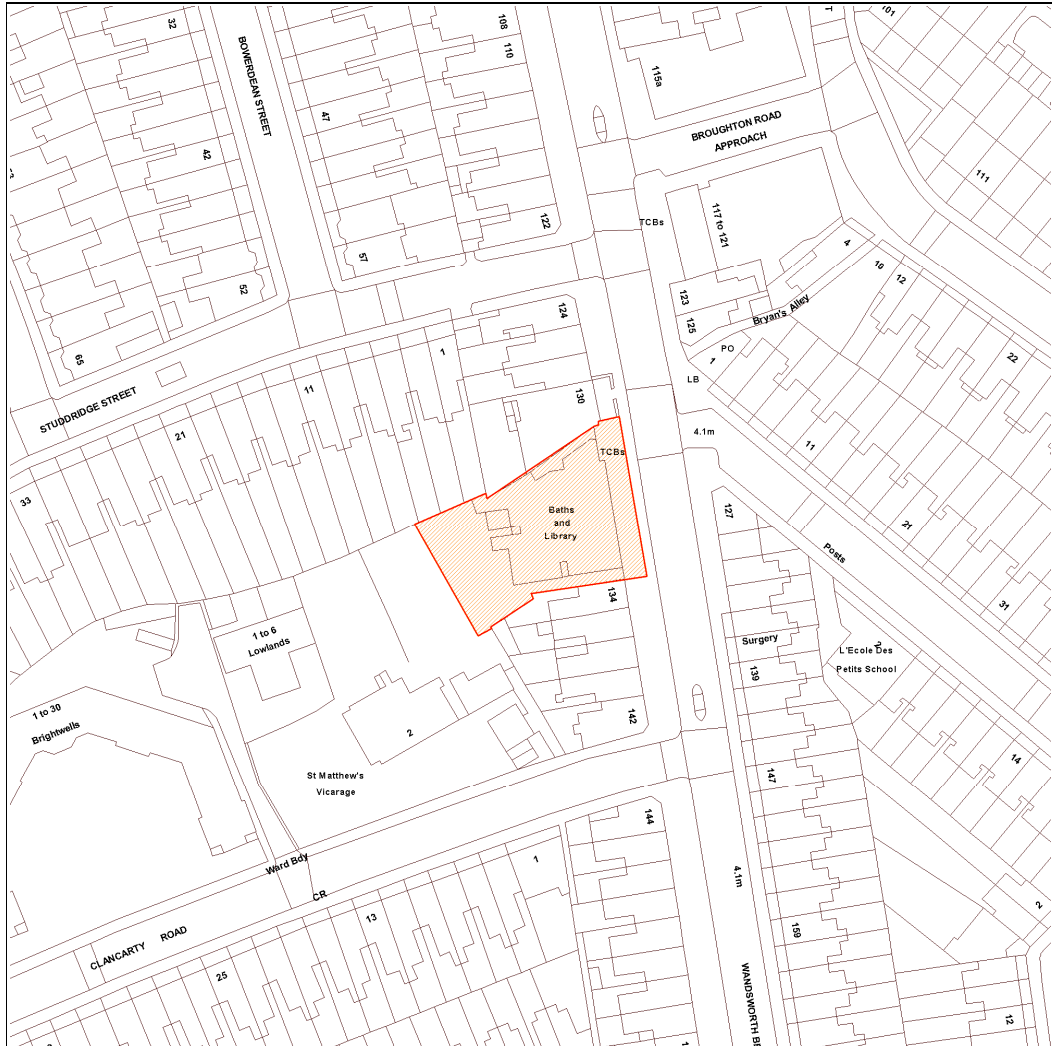 32
BOWERDEAN STREET
108
110
101
115a
47
BROUGHTON ROAD
APPROACH
42
111
122
TCBs
117 to 121
4
57
10
12
52
123
125
Bryan's Alley
124
PO
1
65
1
22
LB
11
130
STUDDRIDGE STREET
21
4.1m
11
TCBs
33
Baths
and
Library
127
21
Posts
134
31
1 to 6
Lowlands
Surgery
2
L'Ecole Des
Petits School
139
1 to 30
Brightwells
142
2
14
St Matthew's
Vicarage
147
144
1
Ward Bdy
4.1m
CR
13
2
159
CLANCARTY ROAD
25
WANDSWORTH
12